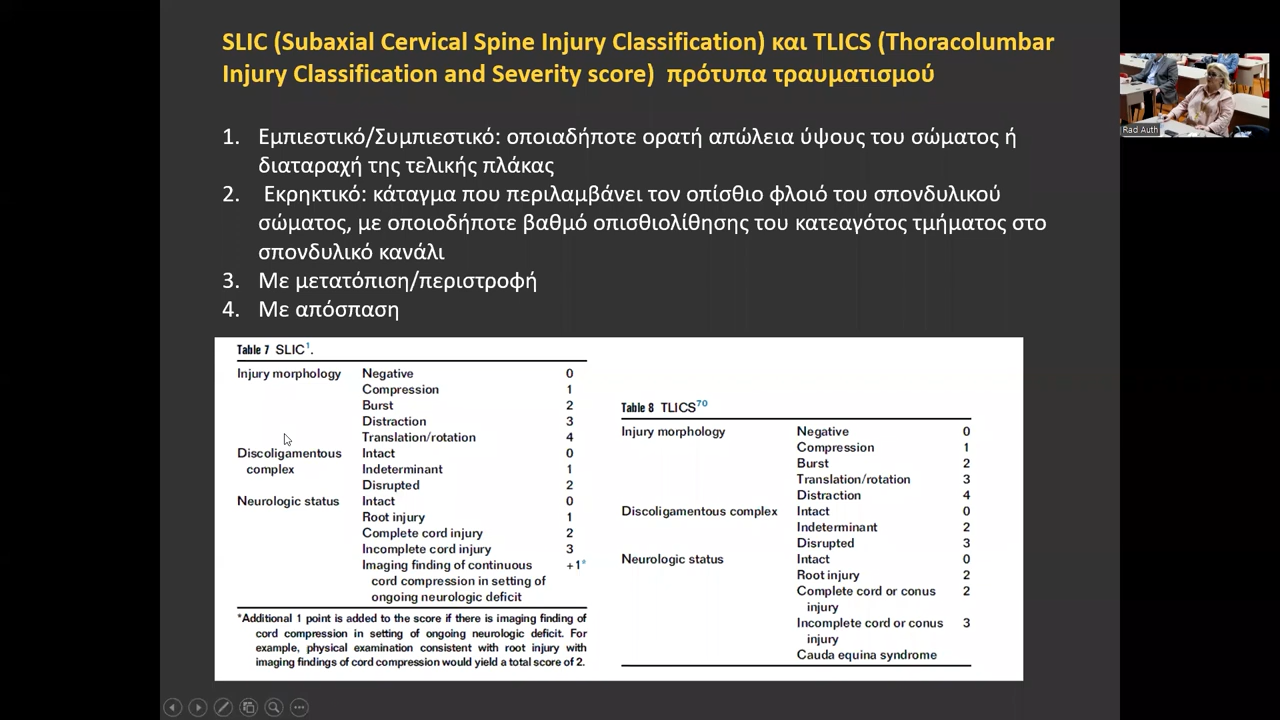 SLIC (Subaxial Cervical Spine Injury Classification) και TLICS (Thoracolumbar
Injury Classification and Severity score)  πρότυπα τραυματισμού
1. Εμπιεστικό/Συμπιεστικό: οποιαδήποτε ορατή απώλεια ύψους του σώματος ή
διαταραχή της τελικής πλάκας
2. Εκρηκτικό: κάταγμα που περιλαμβάνει τον οπίσθιο φλοιό του σπονδυλικού
σώματος, με οποιοδήποτε βαθμό οπισθιολίθησης του κατεαγότος τμήματος στο
σπονδυλικό κανάλι
3. Με μετατόπιση/περιστροφή
4. Με απόσπαση
Table 7 SLIC1.
Injury morphology Negative 0
Compression 1
Burst 2
Distraction 3
Translation/rotation 4
Discoligamentous Intact 0
complex Indeterminant 1
Disrupted 2
Neurologic status Intact 0
Root injury 1
Complete cord injury 2
Incomplete cord injury 3
Imaging finding of continuous +1*
cord compression in setting of
ongoing neurologic deficit
*Additional 1 point is added to the score if there is imaging finding of
cord compression in setting of ongoing neurologic deficit. For
example, physical examination consistent with root injury with
imaging findings of cord compression would yield a total score of 2.
Table 8 TLICS70
Injury morphology Negative 0
Compression 1
Burst 2
Translation/rotation 3
Distraction 4
Discoligamentous complex Intact 0
Indeterminant 2
Disrupted 3
Neurologic status Intact 0
Root injury 2
Complete cord or conus 2
injury
Incomplete cord or conus 3
injury
Cauda equina syndrome
Rad Auth